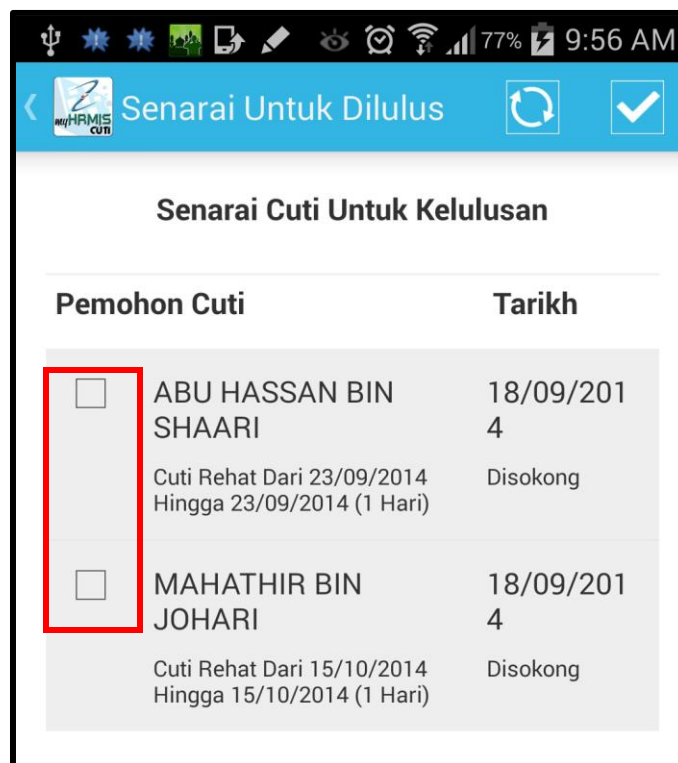 77% 9:56 AM
myHRMIS
CUTI
Senarai Untuk Dilulus
Senarai Cuti Untuk Kelulusan
Pemohon Cuti Tarikh
ABU HASSAN BIN 18/09/201
SHAARI 4
Cuti Rehat Dari 23/09/2014 Disokong
Hingga 23/09/2014 (1 Hari)
MAHATHIR BIN 18/09/201
JOHARI 4
Cuti Rehat Dari 15/10/2014 Disokong
Hingga 15/10/2014 (1 Hari)